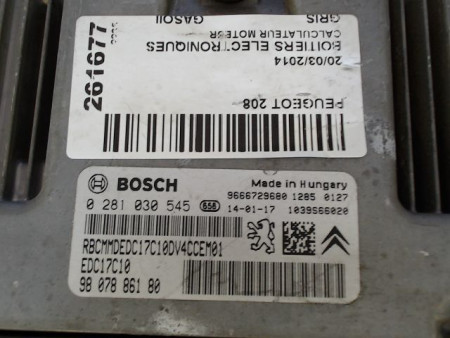 PEUGEOT 208
20/03/2014
BOITIERS ELECTRONIQUES
CALCULATEUR MOTEUR
GRIS
GASOIL
261677
BOSCH
Made in Hungary
9666729680 1285 0127
0 281 030 545 658 14-01-17 1039S66020
RBCMMDEDC17C10DV4CCEM01
EDC17C10
98 078 861 80